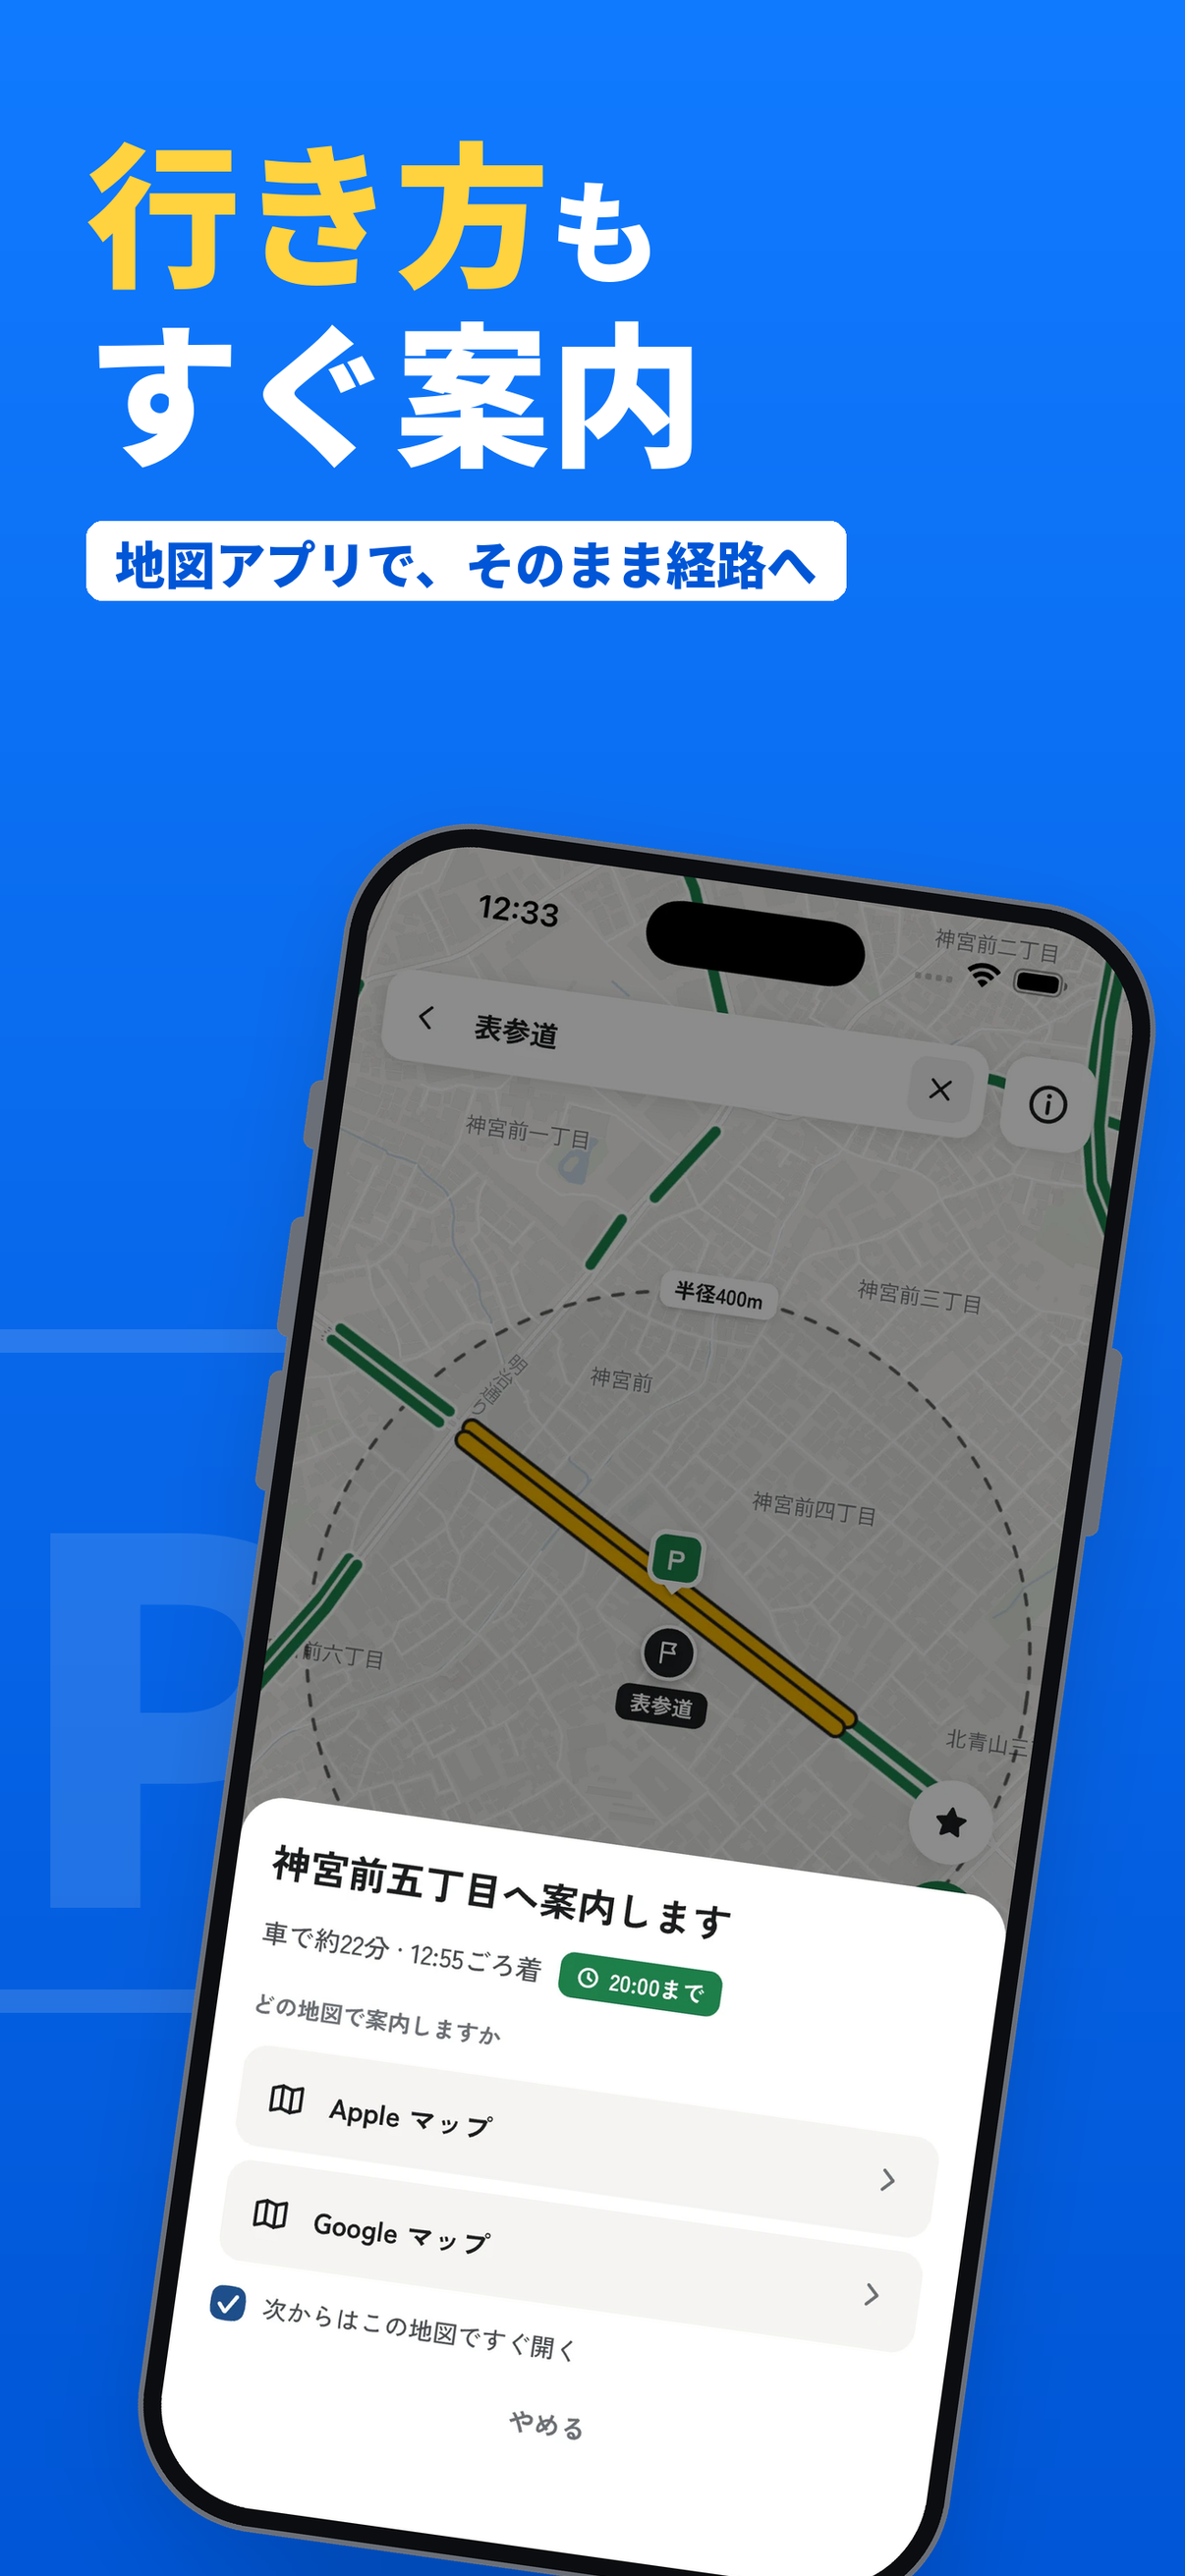 行き方も
すぐ案内
地図アプリで、そのまま経路へ
12:33
神宮前二丁目
表参道
神宮前一丁目
半径400m
神宮前三丁目
明治通り
神宮前
神宮前四丁目
P
前六丁目
表参道
北青山三
P
神宮前五丁目へ案内します
車で約22分・12:55ごろ着
20:00まで
どの地図で案内しますか
Apple マップ
Google マップ
次からはこの地図ですぐ開く
やめる